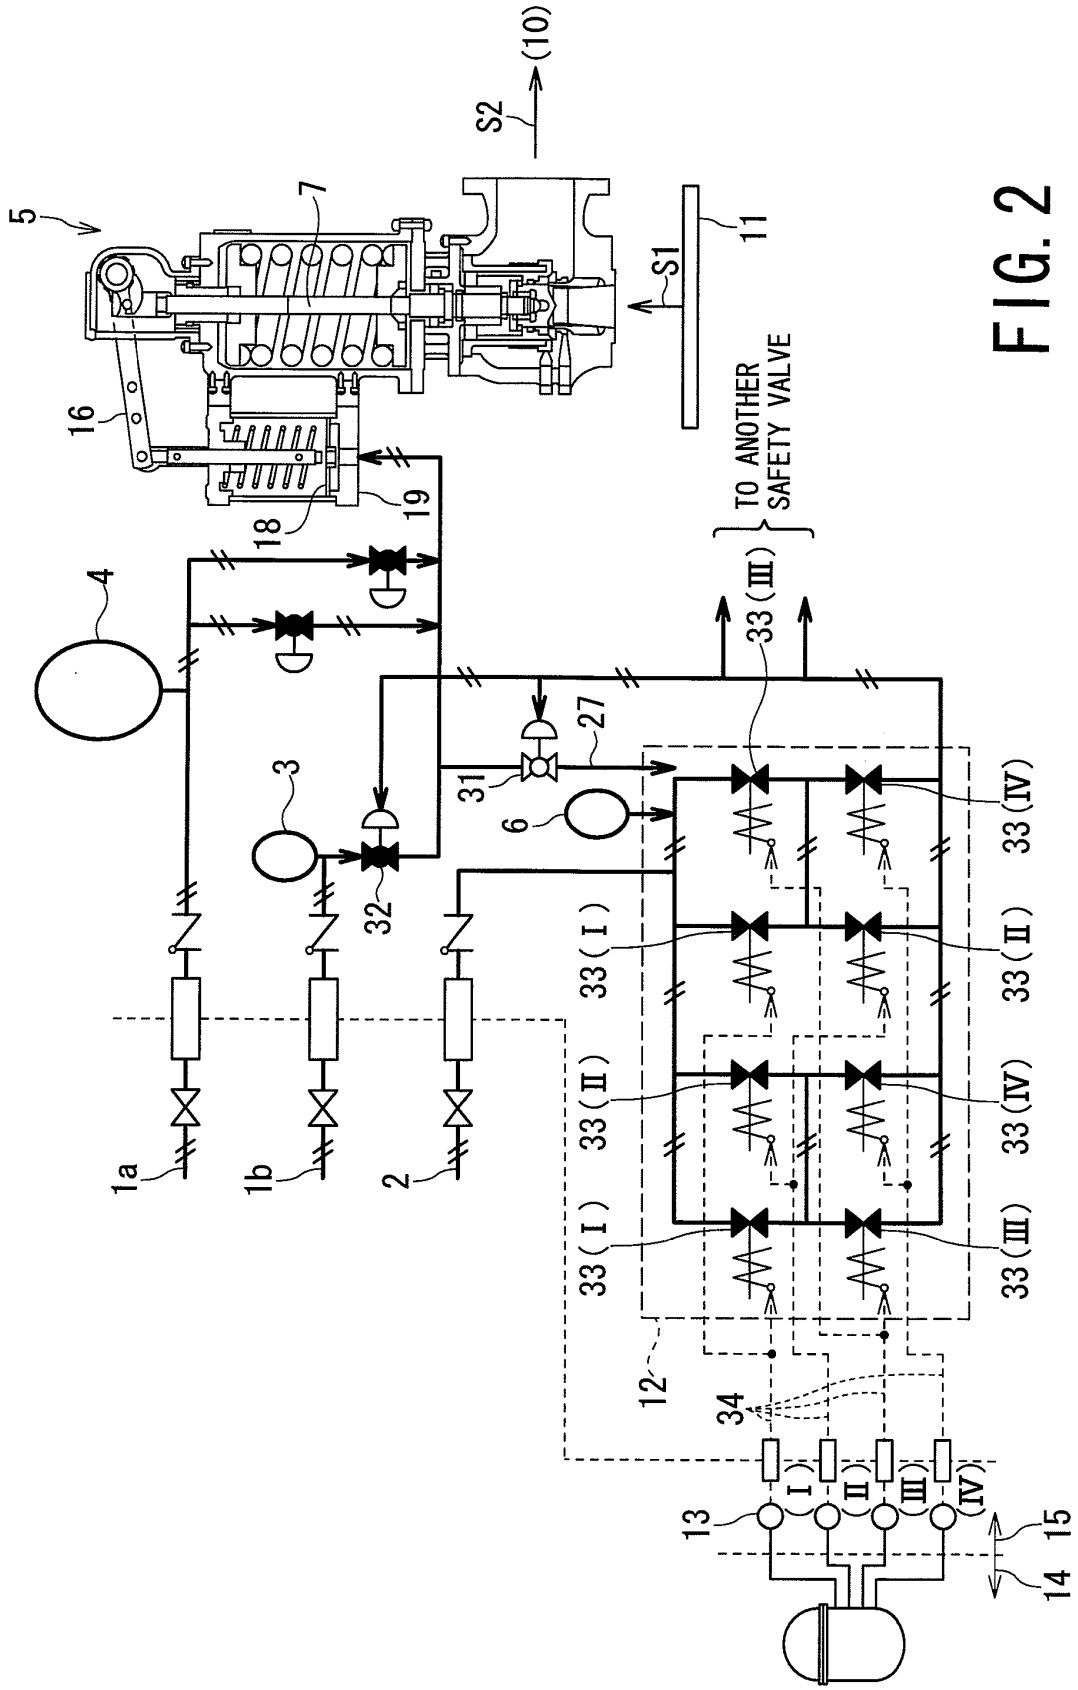 5
7
16
18
19
S2
(10)
S1
11
4
3
6
27
31
32
TO ANOTHER
SAFETY VALVE
1a
1b
2
33(I)
33(II)
33(I)
33(III)
33(III)
33(IV)
33(II)
33(IV)
12
34
13
(I)
(II)
(III)
(IV)
14
15
FIG. 2